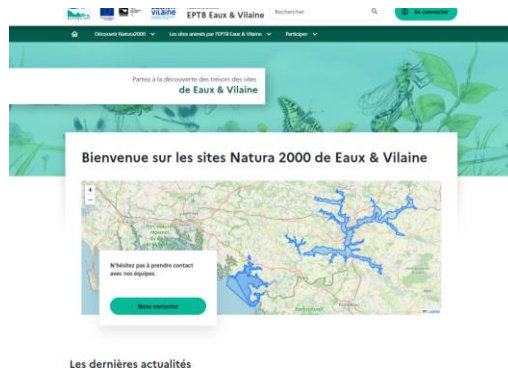 vilaine
EPTB Eaux & Vilaine
Rechercher
Se connecter
Découvrir Natura2000
Les sites animés par l'EPTB Eaux & Vilaine
Participer
Partez à la découverte des trésors des sites
de Eaux & Vilaine
Bienvenue sur les sites Natura 2000 de Eaux & Vilaine
+
−
N'hésitez pas à prendre contact
avec nos équipes.
Nous contacter
Les dernières actualités